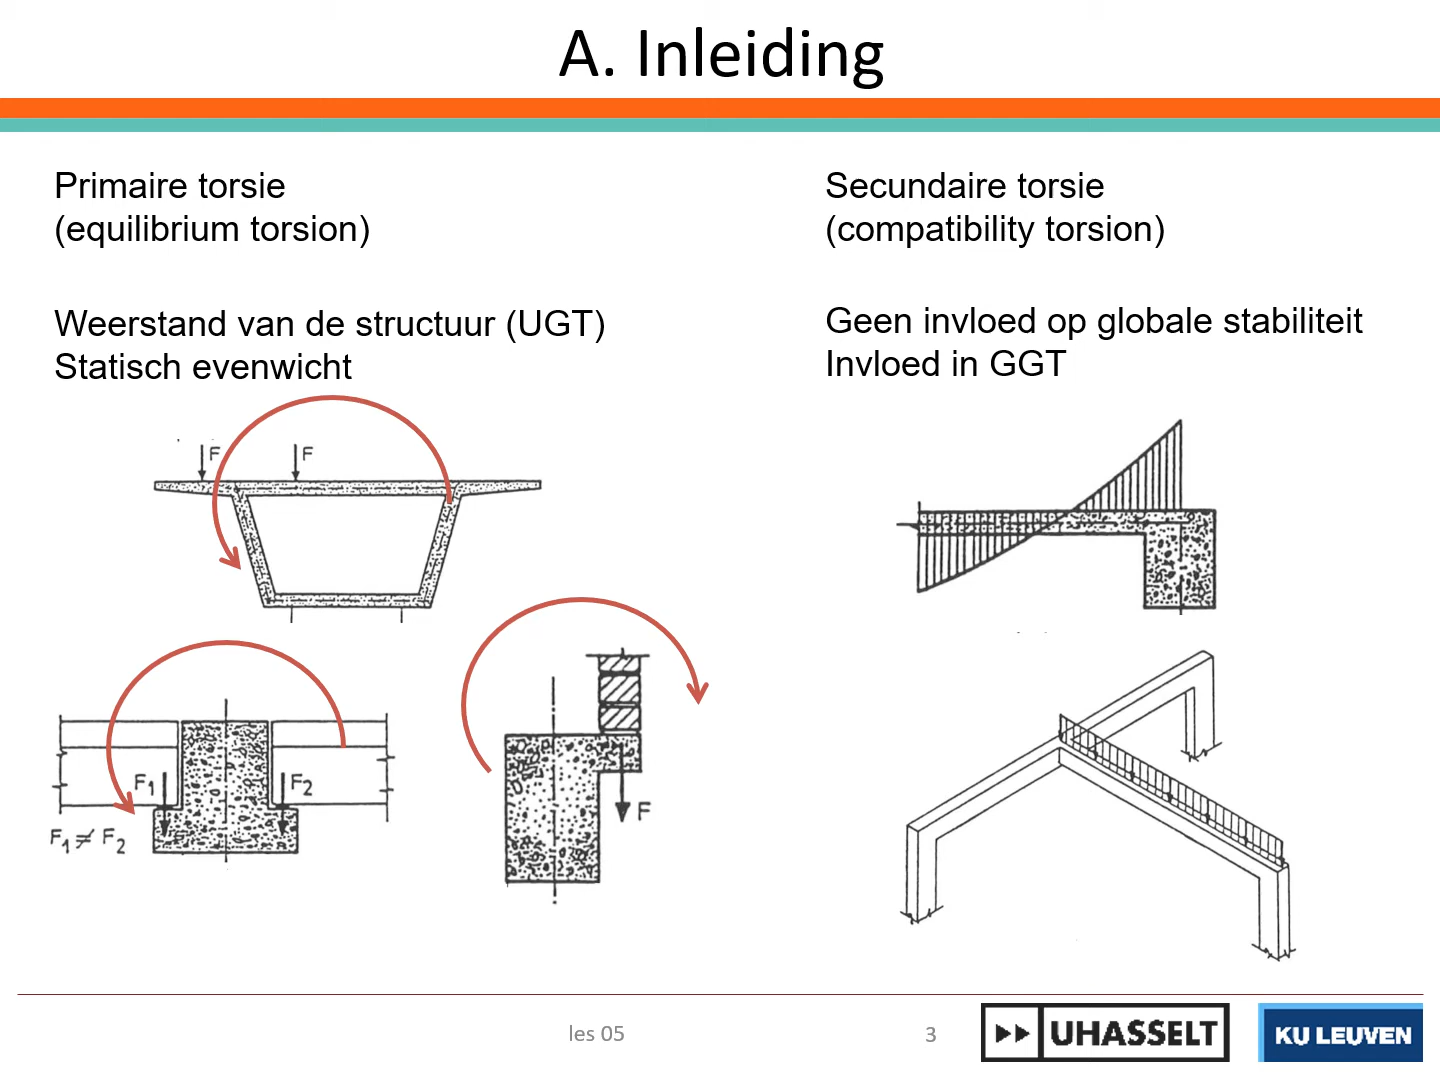 A. Inleiding
Primaire torsie
(equilibrium torsion)
Weerstand van de structuur (UGT)
Statisch evenwicht
Secundaire torsie
(compatibility torsion)
Geen invloed op globale stabiliteit
Invloed in GGT
F
F
F₁
F₂
F₁ ≠ F₂
F
les 05
3
UHASSELT
KU LEUVEN